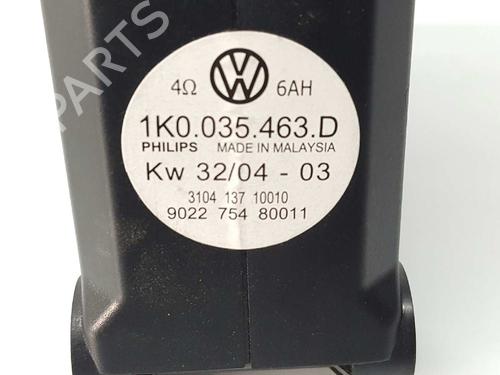 PARTS
4Ω VW 6AH
1K0.035.463.D
PHILIPS MADE IN MALAYSIA
Kw 32/04 - 03
3104 137 10010
9022 754 80011